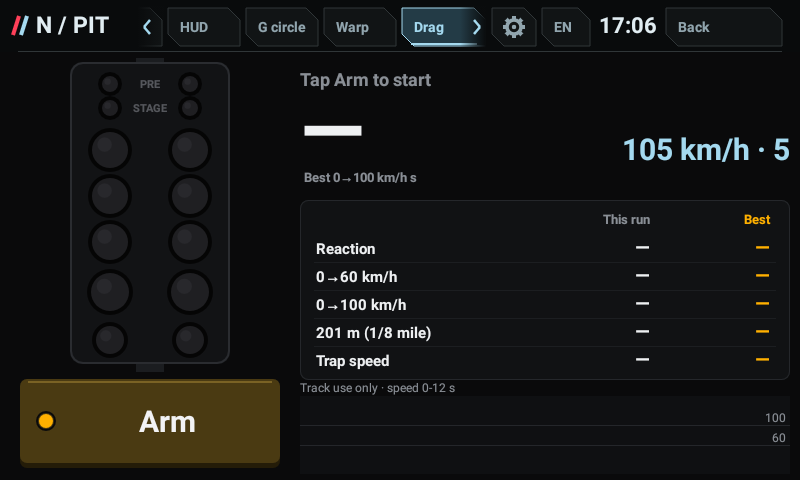 N / PIT
HUD
G circle
Warp
Drag
EN
17:06
Back
PRE
STAGE
Tap Arm to start
105 km/h · 5
Best 0→100 km/h s
This run Best
Reaction — —
0→60 km/h — —
0→100 km/h — —
201 m (1/8 mile) — —
Trap speed — —
Track use only · speed 0-12 s
100
60
Arm